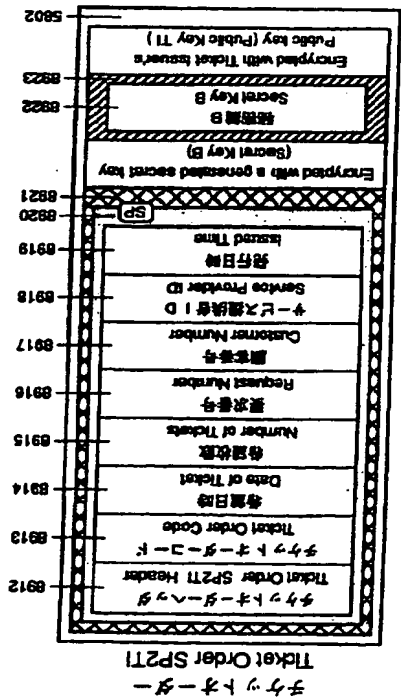 チケットオーダー
Ticket Order SP2TI
チケットオーダーヘッダ
Ticket Order SP2TI Header
8912
チケットオーダーコード
Ticket Order Code
8913
希望日時
Date of Ticket
8914
希望枚数
Number of Tickets
8915
要求番号
Request Number
8916
顧客番号
Customer Number
8917
サービス提供者ID
Service Provider ID
8918
発行日時
Issued Time
8919
SP
8920
8921
Encrypted with a generated secret key
(Secret Key B)
秘密鍵B
Secret Key B
8922
8923
Encrypted with Ticket Issuer's
Public key (Public Key TI)
5802